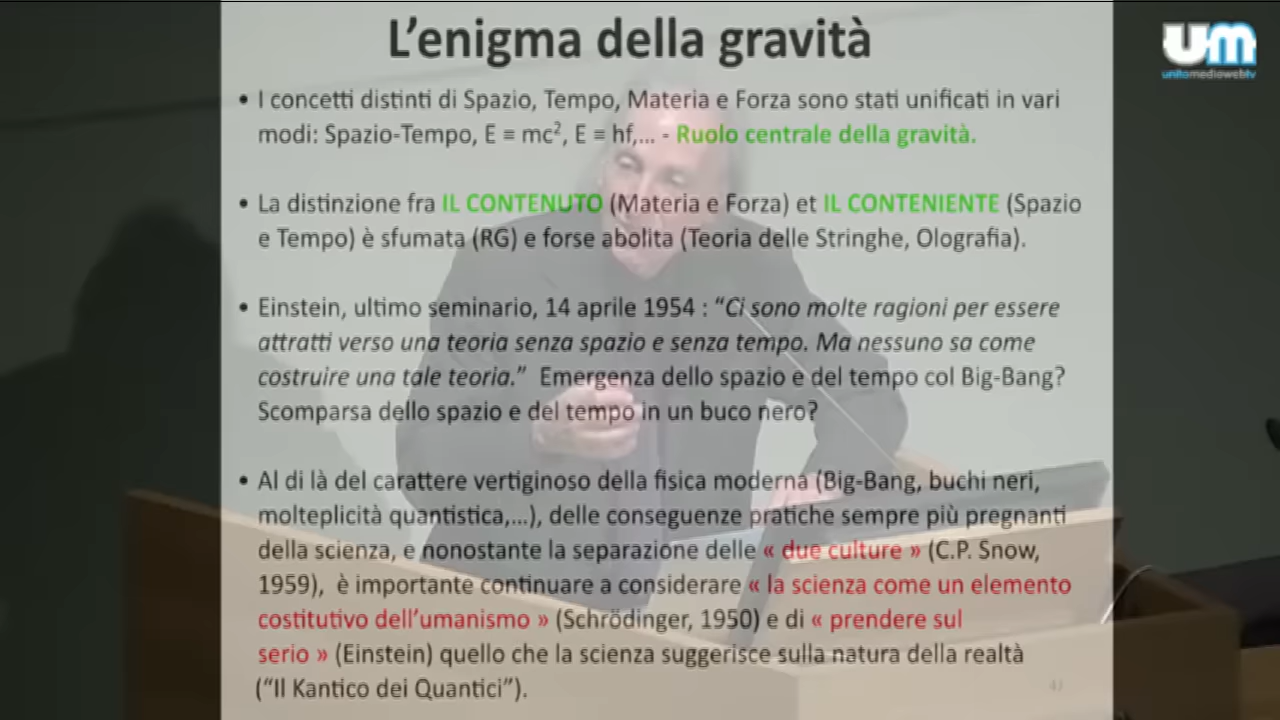 L'enigma della gravità
um
unitomediawebtv
• I concetti distinti di Spazio, Tempo, Materia e Forza sono stati unificati in vari
modi: Spazio-Tempo, E ≡ mc², E ≡ hf,... - Ruolo centrale della gravità.
• La distinzione fra IL CONTENUTO (Materia e Forza) et IL CONTENIENTE (Spazio
e Tempo) è sfumata (RG) e forse abolita (Teoria delle Stringhe, Olografia).
• Einstein, ultimo seminario, 14 aprile 1954 : “Ci sono molte ragioni per essere
attratti verso una teoria senza spazio e senza tempo. Ma nessuno sa come
costruire una tale teoria.” Emergenza dello spazio e del tempo col Big-Bang?
Scomparsa dello spazio e del tempo in un buco nero?
• Al di là del carattere vertiginoso della fisica moderna (Big-Bang, buchi neri,
molteplicità quantistica,...), delle conseguenze pratiche sempre più pregnanti
della scienza, e nonostante la separazione delle « due culture » (C.P. Snow,
1959), è importante continuare a considerare « la scienza come un elemento
costitutivo dell'umanismo » (Schrödinger, 1950) e di « prendere sul
serio » (Einstein) quello che la scienza suggerisce sulla natura della realtà
(“Il Kantico dei Quantici”).